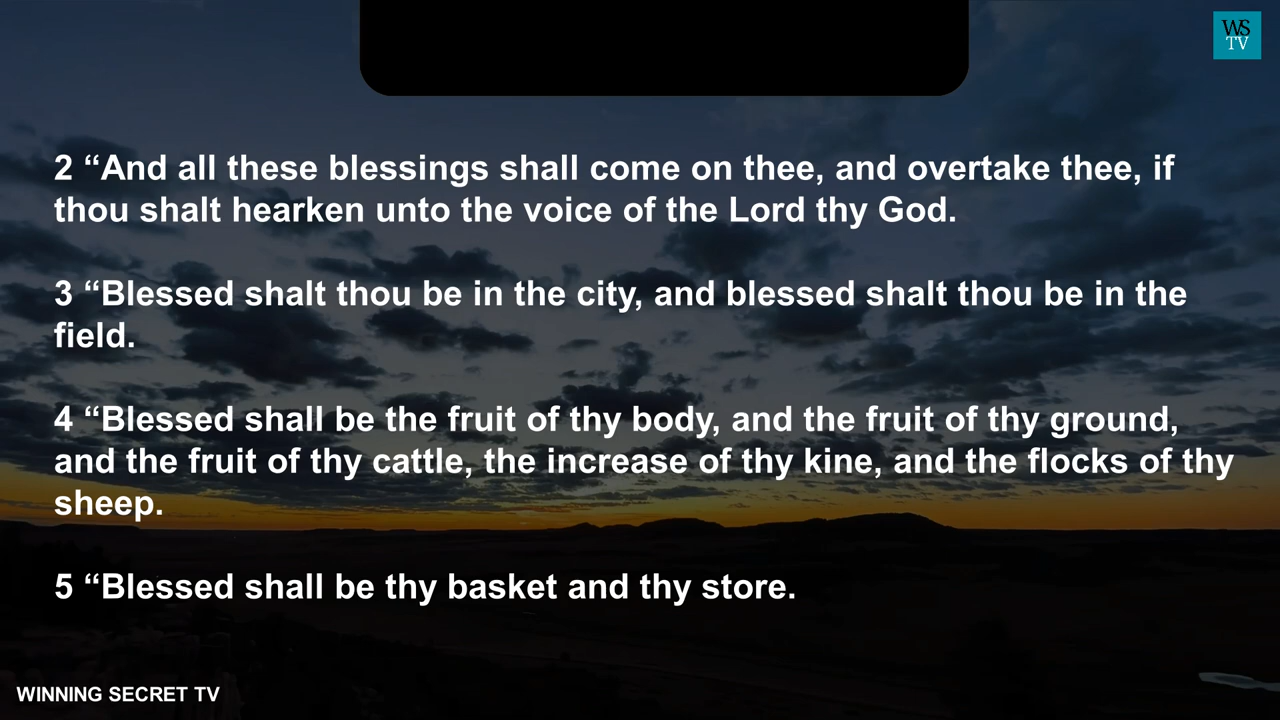 WS
TV
2 “And all these blessings shall come on thee, and overtake thee, if
thou shalt hearken unto the voice of the Lord thy God.
3 “Blessed shalt thou be in the city, and blessed shalt thou be in the
field.
4 “Blessed shall be the fruit of thy body, and the fruit of thy ground,
and the fruit of thy cattle, the increase of thy kine, and the flocks of thy
sheep.
5 “Blessed shall be thy basket and thy store.
WINNING SECRET TV